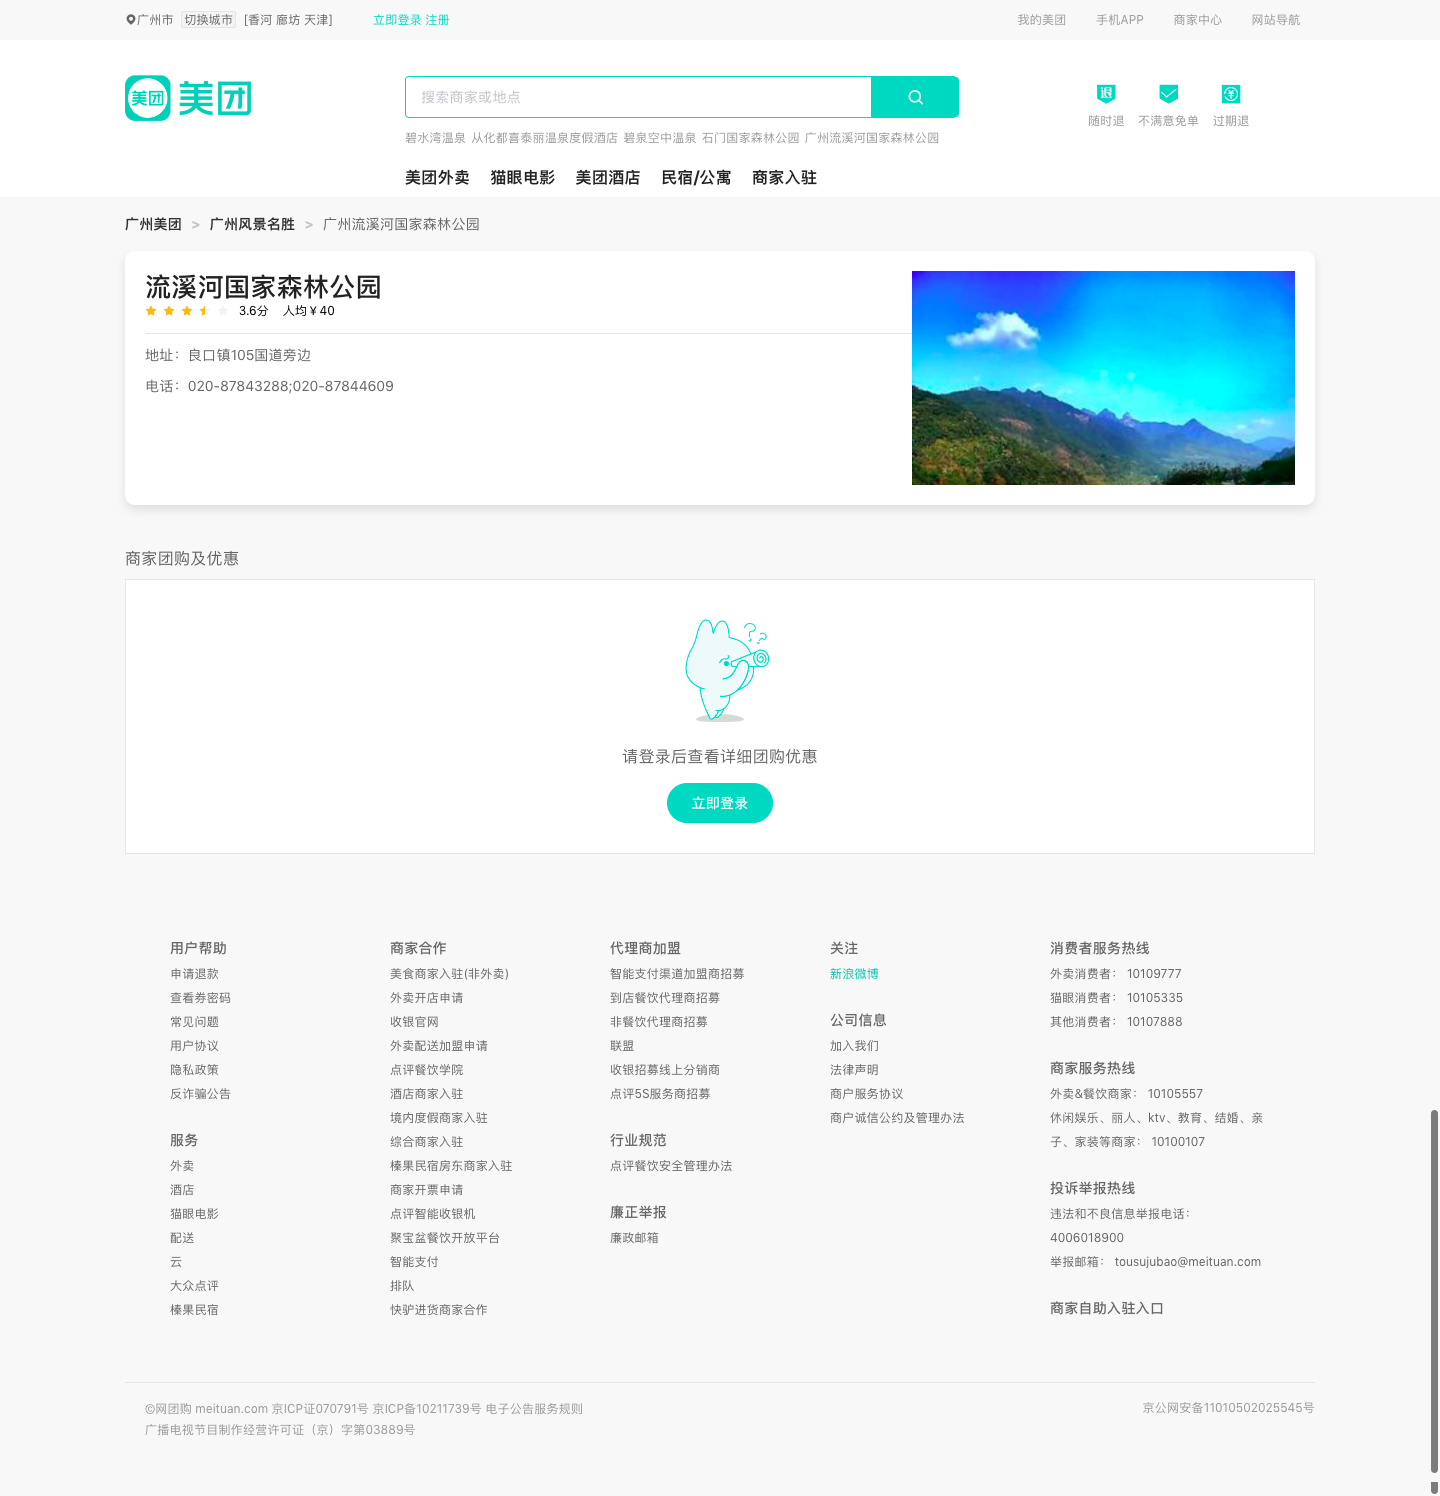 广州市 切换城市 [香河 廊坊 天津] 立即登录 注册 我的美团 手机APP 商家中心 网站导航
美团 美团
搜索商家或地点
退
随时退 不满意免单 过期退
碧水湾温泉 从化都喜泰丽温泉度假酒店 碧泉空中温泉 石门国家森林公园 广州流溪河国家森林公园
美团外卖 猫眼电影 美团酒店 民宿/公寓 商家入驻
广州美团 > 广州风景名胜 > 广州流溪河国家森林公园
流溪河国家森林公园
3.6分 人均 ¥ 40
地址：良口镇105国道旁边
电话：020-87843288;020-87844609
商家团购及优惠
请登录后查看详细团购优惠
立即登录
用户帮助
申请退款
查看券密码
常见问题
用户协议
隐私政策
反诈骗公告
服务
外卖
酒店
猫眼电影
配送
云
大众点评
榛果民宿
商家合作
美食商家入驻(非外卖)
外卖开店申请
收银官网
外卖配送加盟申请
点评餐饮学院
酒店商家入驻
境内度假商家入驻
综合商家入驻
榛果民宿房东商家入驻
商家开票申请
点评智能收银机
聚宝盆餐饮开放平台
智能支付
排队
快驴进货商家合作
代理商加盟
智能支付渠道加盟商招募
到店餐饮代理商招募
非餐饮代理商招募
联盟
收银招募线上分销商
点评5S服务商招募
行业规范
点评餐饮安全管理办法
廉正举报
廉政邮箱
关注
新浪微博
公司信息
加入我们
法律声明
商户服务协议
商户诚信公约及管理办法
消费者服务热线
外卖消费者： 10109777
猫眼消费者： 10105335
其他消费者： 10107888
商家服务热线
外卖&餐饮商家： 10105557
休闲娱乐、丽人、ktv、教育、结婚、亲
子、家装等商家： 10100107
投诉举报热线
违法和不良信息举报电话：
4006018900
举报邮箱： tousujubao@meituan.com
商家自助入驻入口
©网团购 meituan.com 京ICP证070791号 京ICP备10211739号 电子公告服务规则
广播电视节目制作经营许可证（京）字第03889号
京公网安备11010502025545号